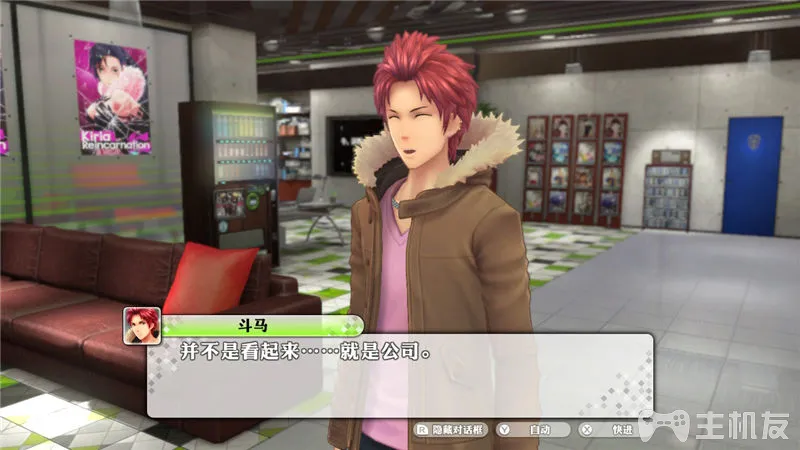 Kiria
Reincarnation
斗马
并不是看起来……就是公司。
R 隐藏对话框
Y 自动
X 快进
主机友